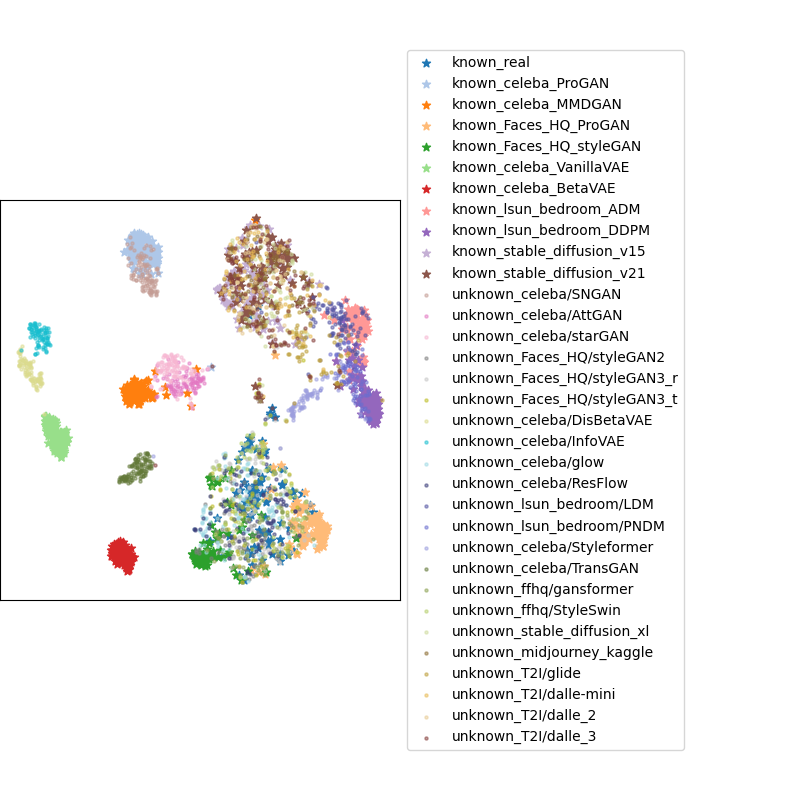 known_real
known_celeba_ProGAN
known_celeba_MMDGAN
known_Faces_HQ_ProGAN
known_Faces_HQ_styleGAN
known_celeba_VanillaVAE
known_celeba_BetaVAE
known_lsun_bedroom_ADM
known_lsun_bedroom_DDPM
known_stable_diffusion_v15
known_stable_diffusion_v21
unknown_celeba/SNGAN
unknown_celeba/AttGAN
unknown_celeba/starGAN
unknown_Faces_HQ/styleGAN2
unknown_Faces_HQ/styleGAN3_r
unknown_Faces_HQ/styleGAN3_t
unknown_celeba/DisBetaVAE
unknown_celeba/InfoVAE
unknown_celeba/glow
unknown_celeba/ResFlow
unknown_lsun_bedroom/LDM
unknown_lsun_bedroom/PNDM
unknown_celeba/Styleformer
unknown_celeba/TransGAN
unknown_ffhq/gansformer
unknown_ffhq/StyleSwin
unknown_stable_diffusion_xl
unknown_midjourney_kaggle
unknown_T2I/glide
unknown_T2I/dalle-mini
unknown_T2I/dalle_2
unknown_T2I/dalle_3